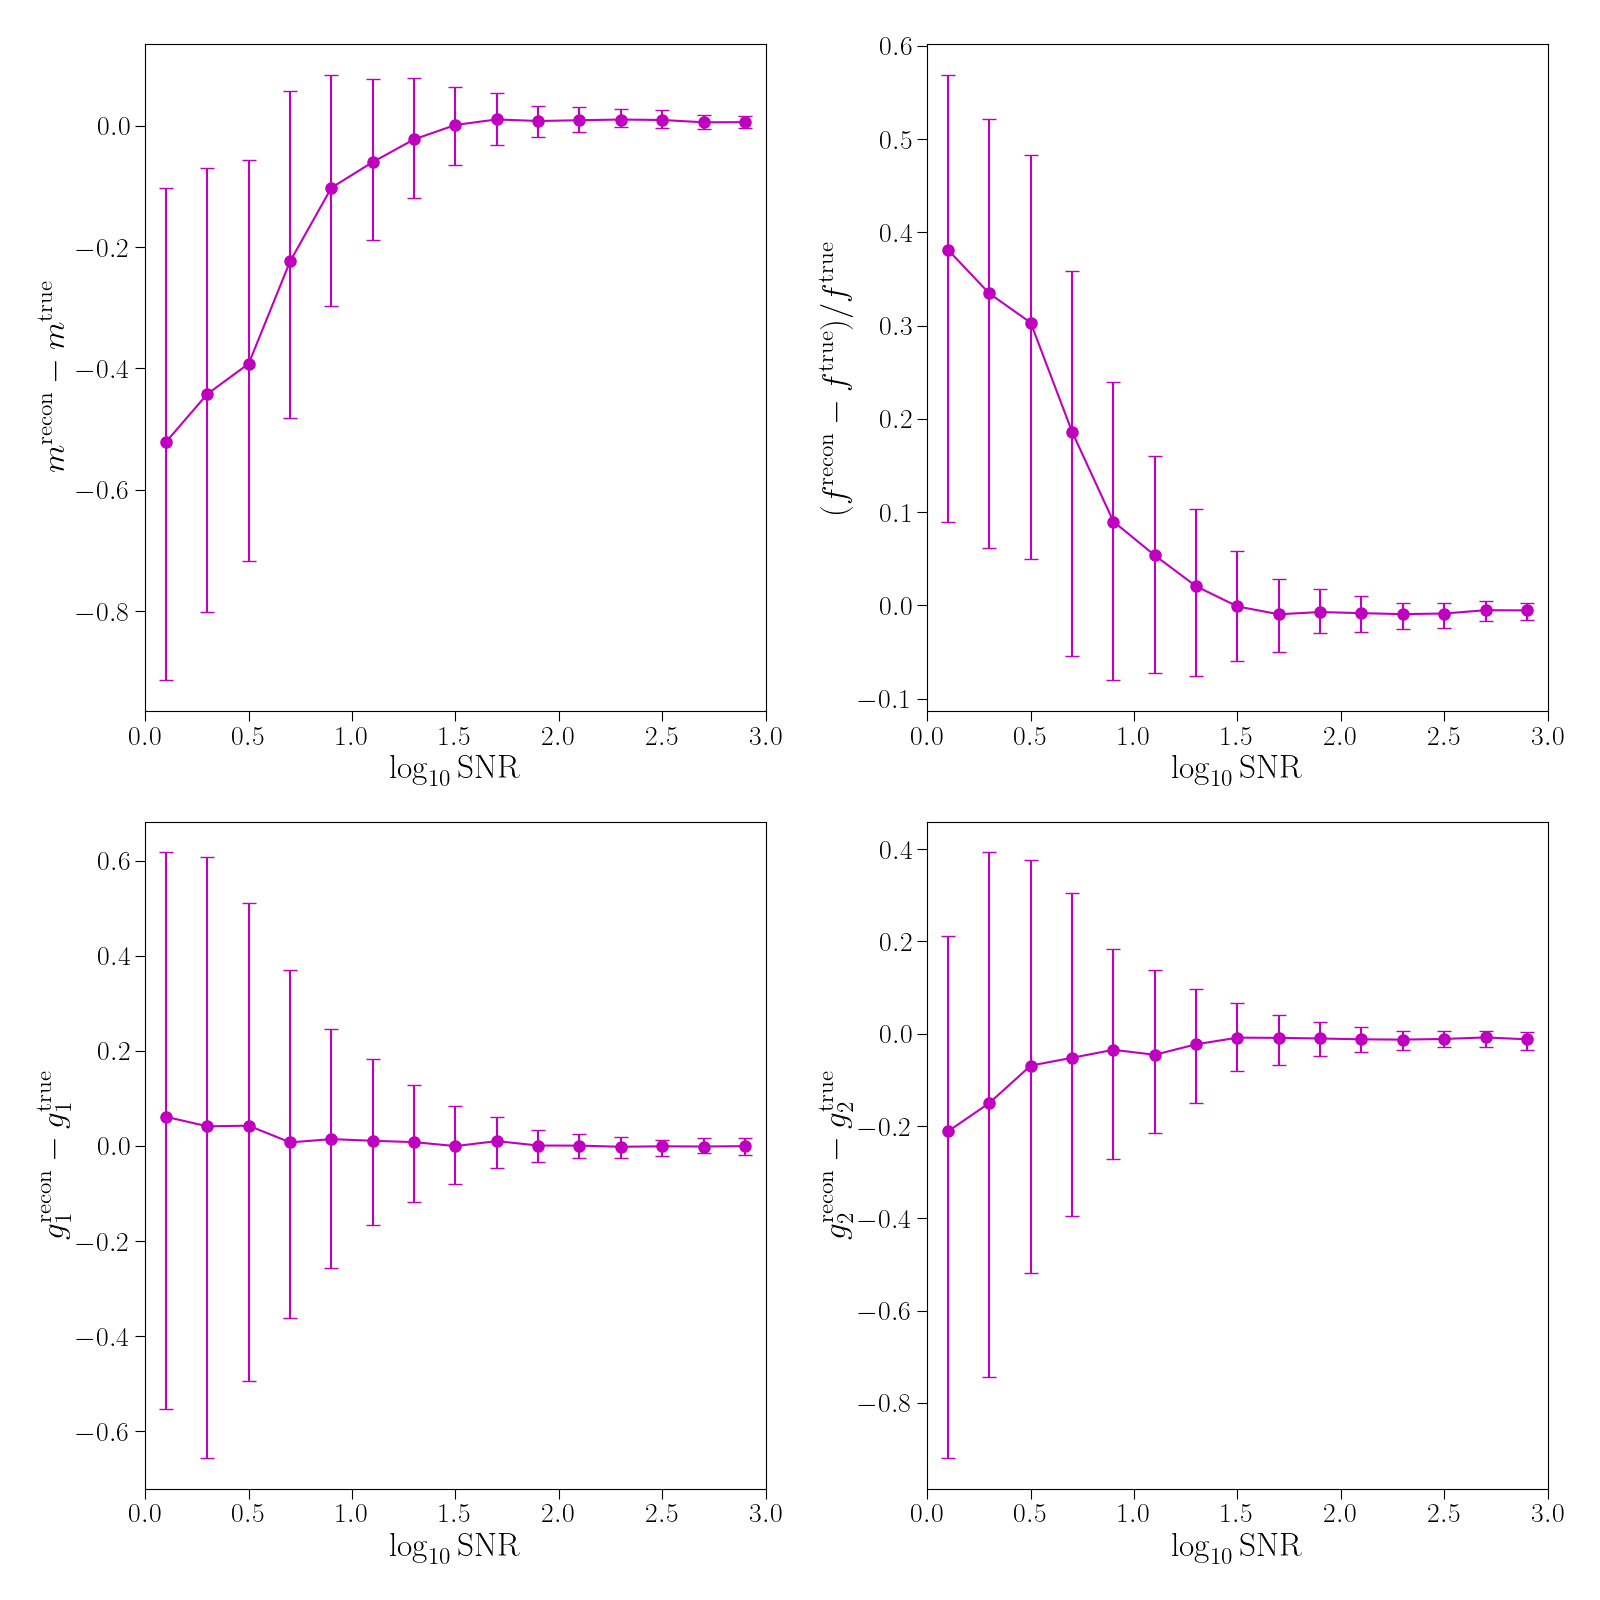 0.0
−0.2
−0.4
−0.6
−0.8
m^recon − m^true
0.0 0.5 1.0 1.5 2.0 2.5 3.0
log₁₀ SNR
0.6
0.5
0.4
0.3
0.2
0.1
0.0
−0.1
(f^recon − f^true)/f^true
0.0 0.5 1.0 1.5 2.0 2.5 3.0
log₁₀ SNR
0.6
0.4
0.2
0.0
−0.2
−0.4
−0.6
g₁^recon − g₁^true
0.0 0.5 1.0 1.5 2.0 2.5 3.0
log₁₀ SNR
0.4
0.2
0.0
−0.2
−0.4
−0.6
−0.8
g₂^recon − g₂^true
0.0 0.5 1.0 1.5 2.0 2.5 3.0
log₁₀ SNR